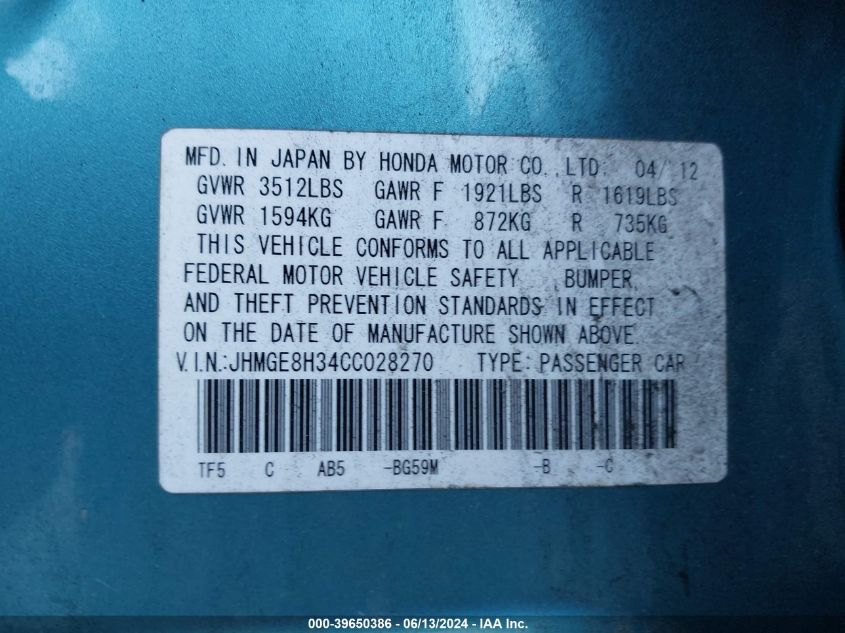 MFD. IN JAPAN BY HONDA MOTOR CO., LTD. 04/ 12
GVWR 3512LBS GAWR F 1921LBS R 1619LBS
GVWR 1594KG GAWR F 872KG R 735KG
THIS VEHICLE CONFORMS TO ALL APPLICABLE
FEDERAL MOTOR VEHICLE SAFETY , BUMPER,
AND THEFT PREVENTION STANDARDS IN EFFECT
ON THE DATE OF MANUFACTURE SHOWN ABOVE.
V.I.N.:JHMGE8H34CC028270 TYPE: PASSENGER CAR
TF5 C AB5 -BG59M -B -C
000-39650386 - 06/13/2024 - IAA Inc.